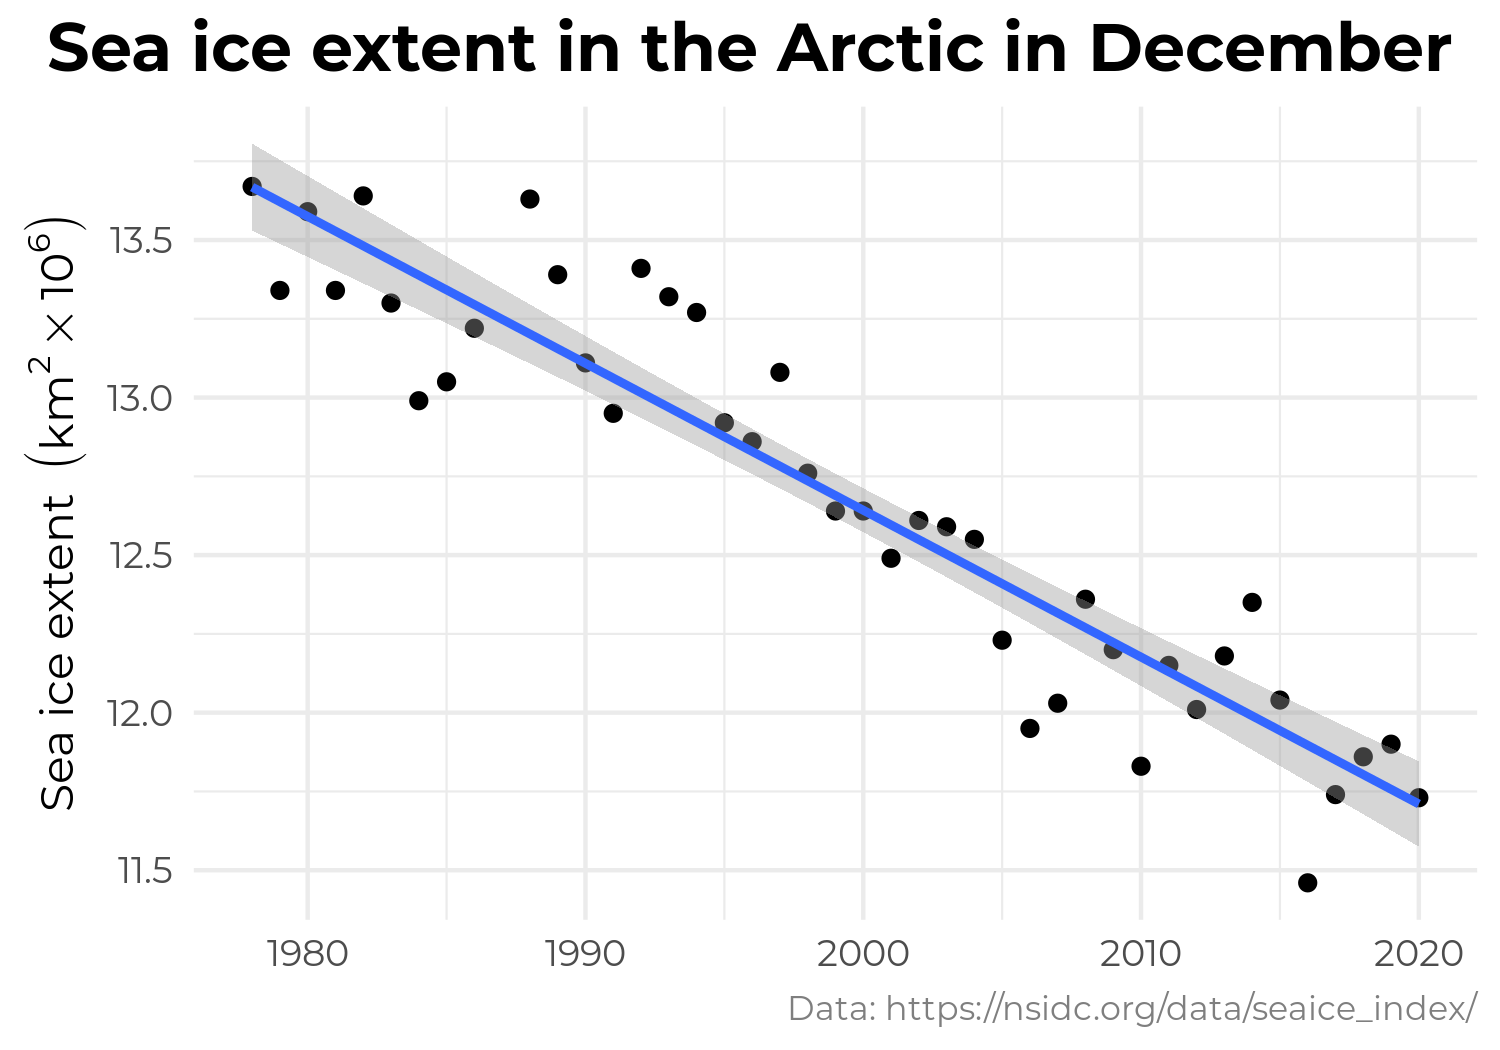 Sea ice extent in the Arctic in December
Sea ice extent (km² × 10⁶)
13.5
13.0
12.5
12.0
11.5
1980 1990 2000 2010 2020
Data: https://nsidc.org/data/seaice_index/